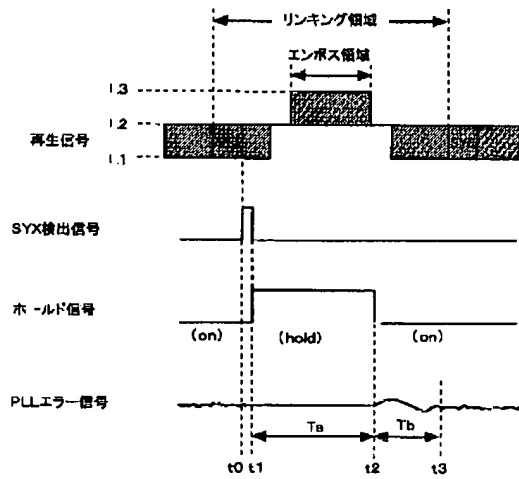 リンキング領域
エンボス領域
L3
L2
L1
再生信号
SYX検出信号
ホールド信号
(on) (hold) (on)
PLLエラー信号
Ta Tb
t0 t1 t2 t3